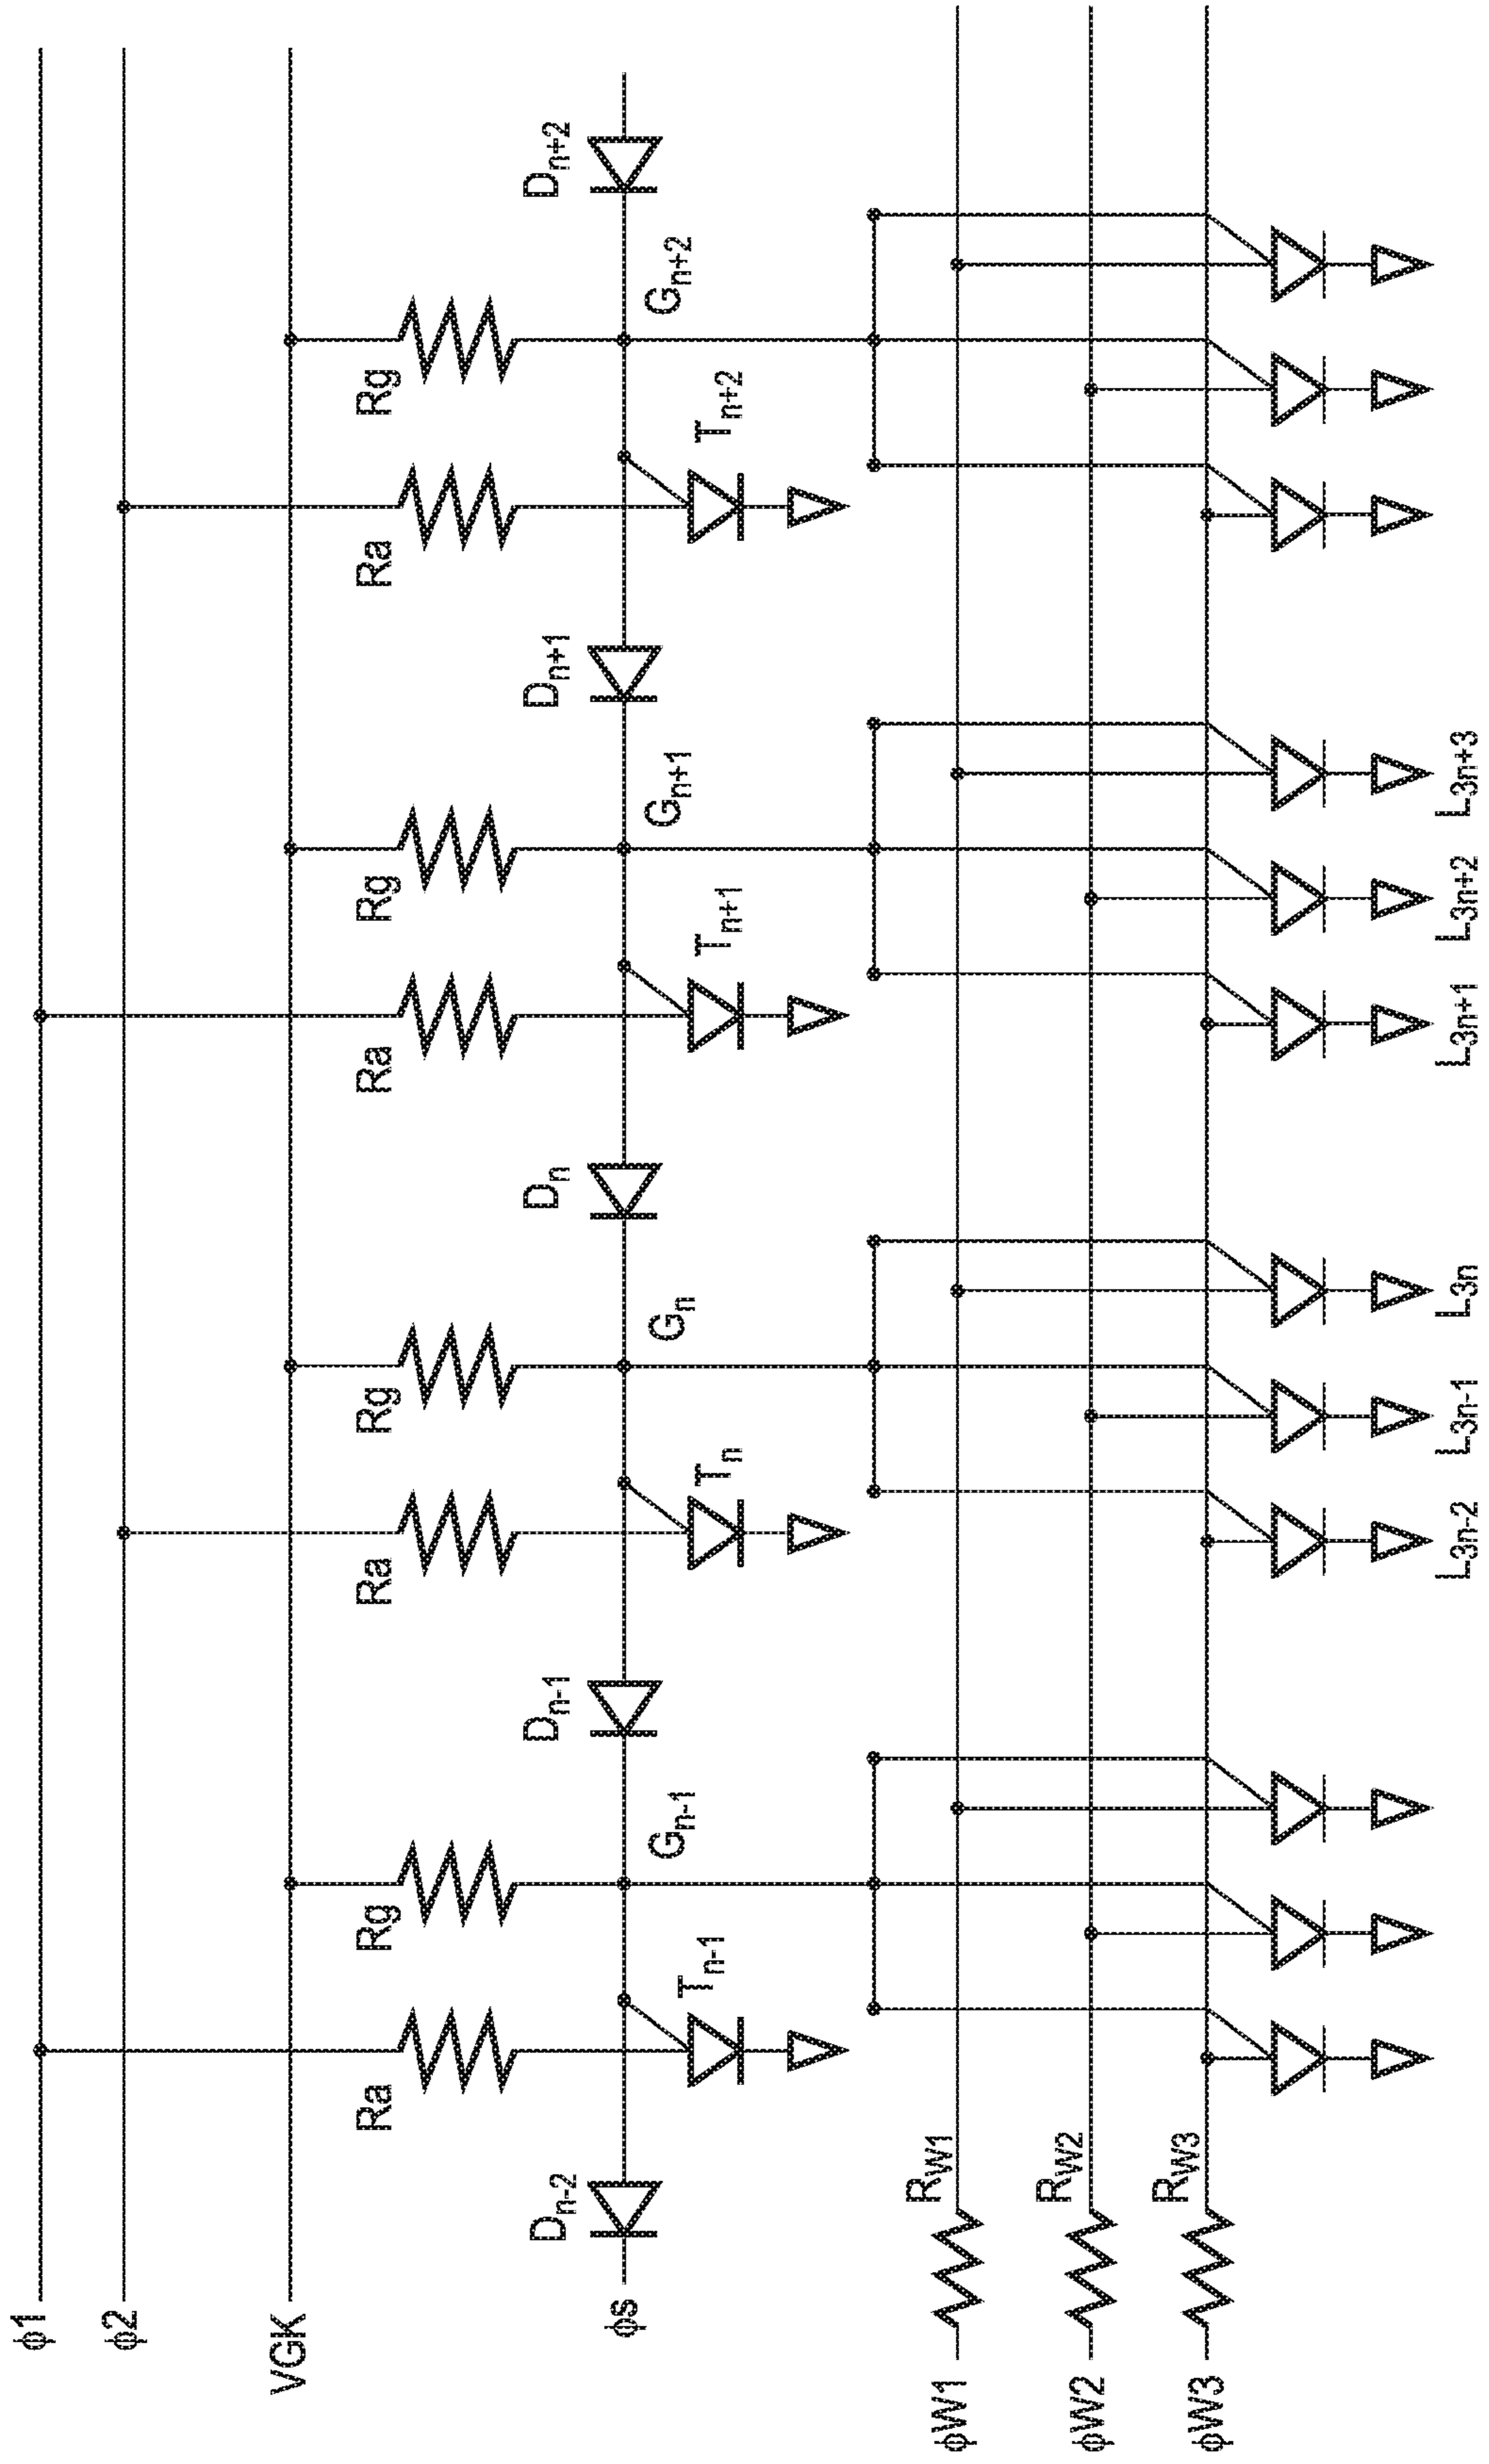 ϕ1
ϕ2
VGK
Ra Rg Ra Rg Ra Rg Ra Rg
Dn-2 Dn-1 Dn Dn+1 Dn+2
ϕs
Gn-1 Gn Gn+1 Gn+2
Tn-1 Tn Tn+1 Tn+2
ϕW1 RW1
ϕW2 RW2
ϕW3 RW3
L3n-2 L3n-1 L3n L3n+1 L3n+2 L3n+3